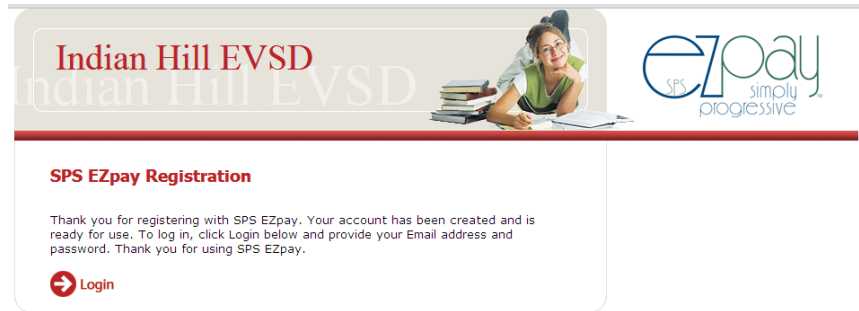 Indian Hill EVSD
Indian Hill EVSD
ezpay
SPS
simply
progressive
SPS EZpay Registration
Thank you for registering with SPS EZpay. Your account has been created and is
ready for use. To log in, click Login below and provide your Email address and
password. Thank you for using SPS EZpay.
Login